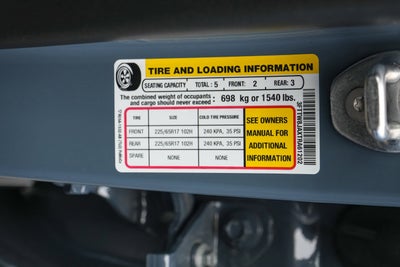 TIRE AND LOADING INFORMATION
SEATING CAPACITY TOTAL : 5 FRONT: 2 REAR: 3
The combined weight of occupants
and cargo should never exceed : 698 kg or 1540 lbs.
TIRE SIZE COLD TIRE PRESSURE
FRONT 225/65R17 102H 240 KPA, 35 PSI
REAR 225/65R17 102H 240 KPA, 35 PSI
SPARE NONE NONE
SEE OWNERS
MANUAL FOR
ADDITIONAL
INFORMATION